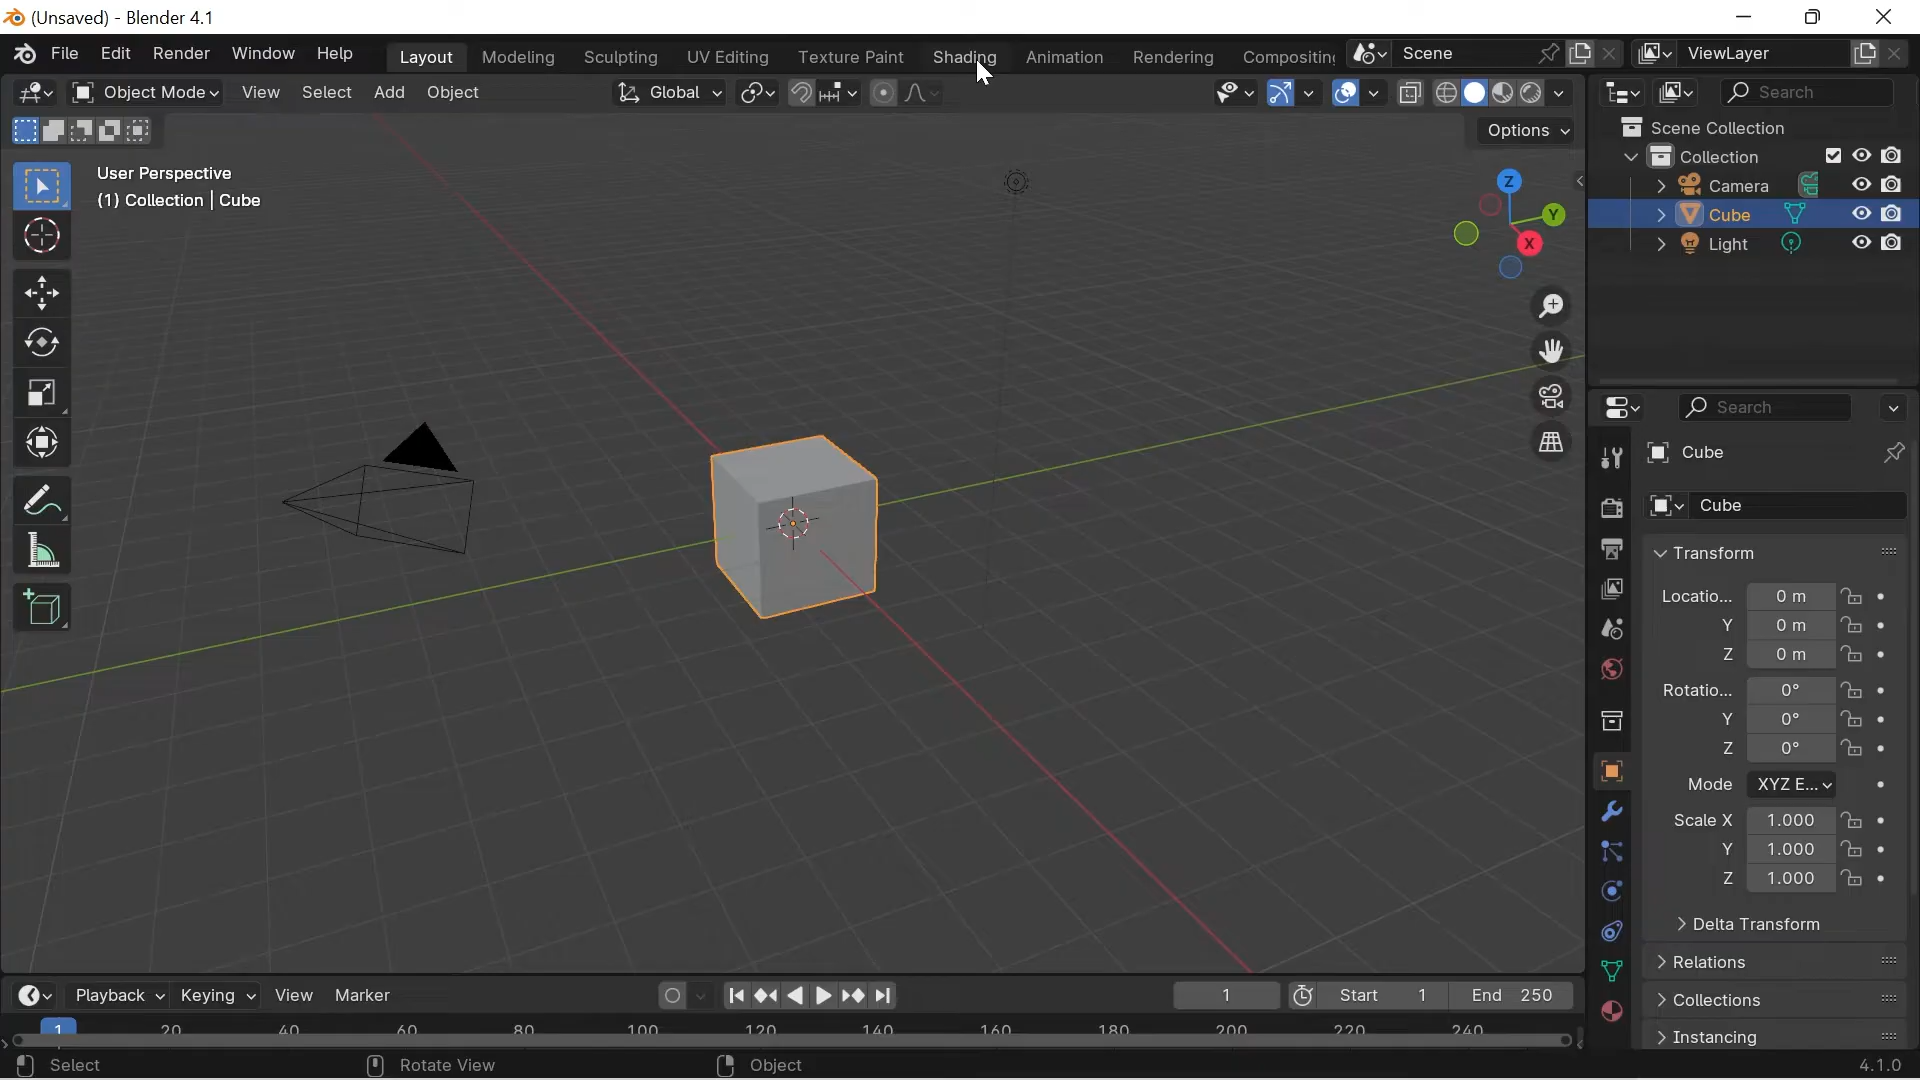 (Unsaved) - Blender 4.1
File Edit Render Window Help Layout Modeling Sculpting UV Editing Texture Paint Shading Animation Rendering Compositing Scene ViewLayer
Object Mode View Select Add Object Global Search
Options
User Perspective
(1) Collection | Cube
Z
Y
X
Scene Collection
Collection
Camera
Cube
Light
Search
Cube
Cube
Transform
Locatio... 0 m
Y 0 m
Z 0 m
Rotatio... 0°
Y 0°
Z 0°
Mode XYZ E...
Scale X 1.000
Y 1.000
Z 1.000
Delta Transform
Relations
Collections
Instancing
Playback Keying View Marker 1 Start 1 End 250
1 20 40 60 80 100 120 140 160 180 200 220 240
Select Rotate View Object 4.1.0